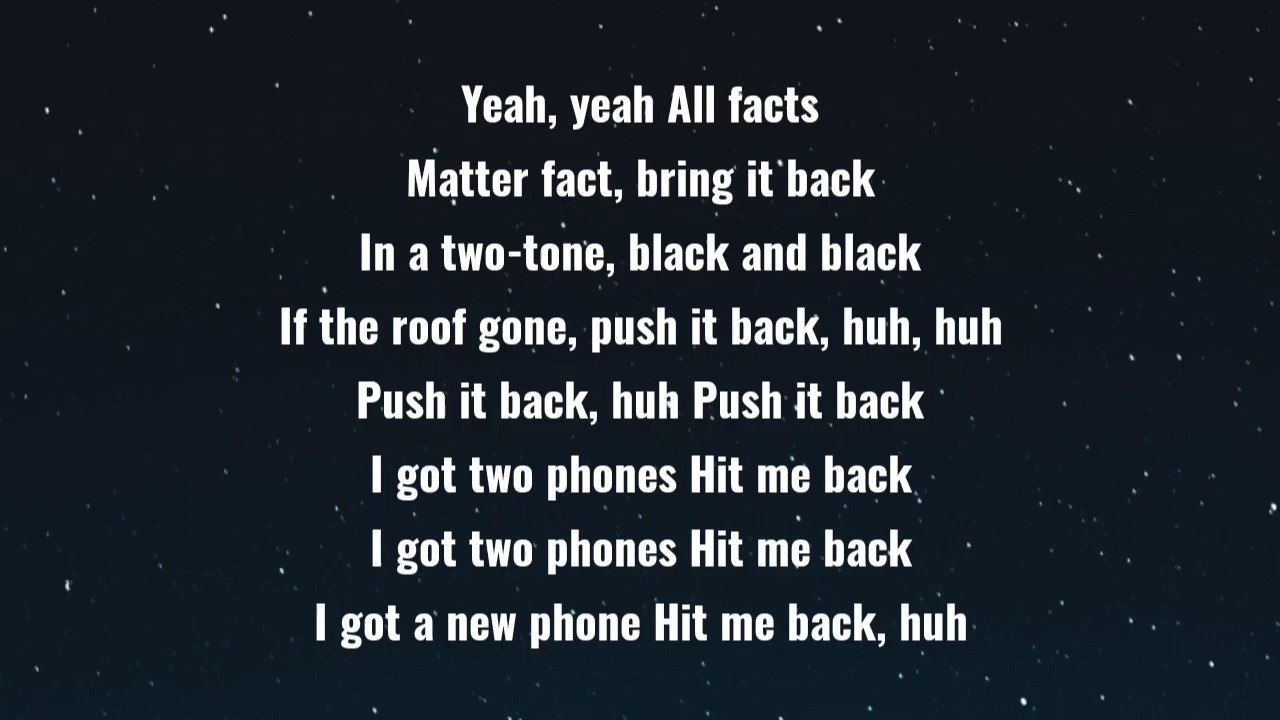 Yeah, yeah All facts
Matter fact, bring it back
In a two-tone, black and black
If the roof gone, push it back, huh, huh
Push it back, huh Push it back
I got two phones Hit me back
I got two phones Hit me back
I got a new phone Hit me back, huh